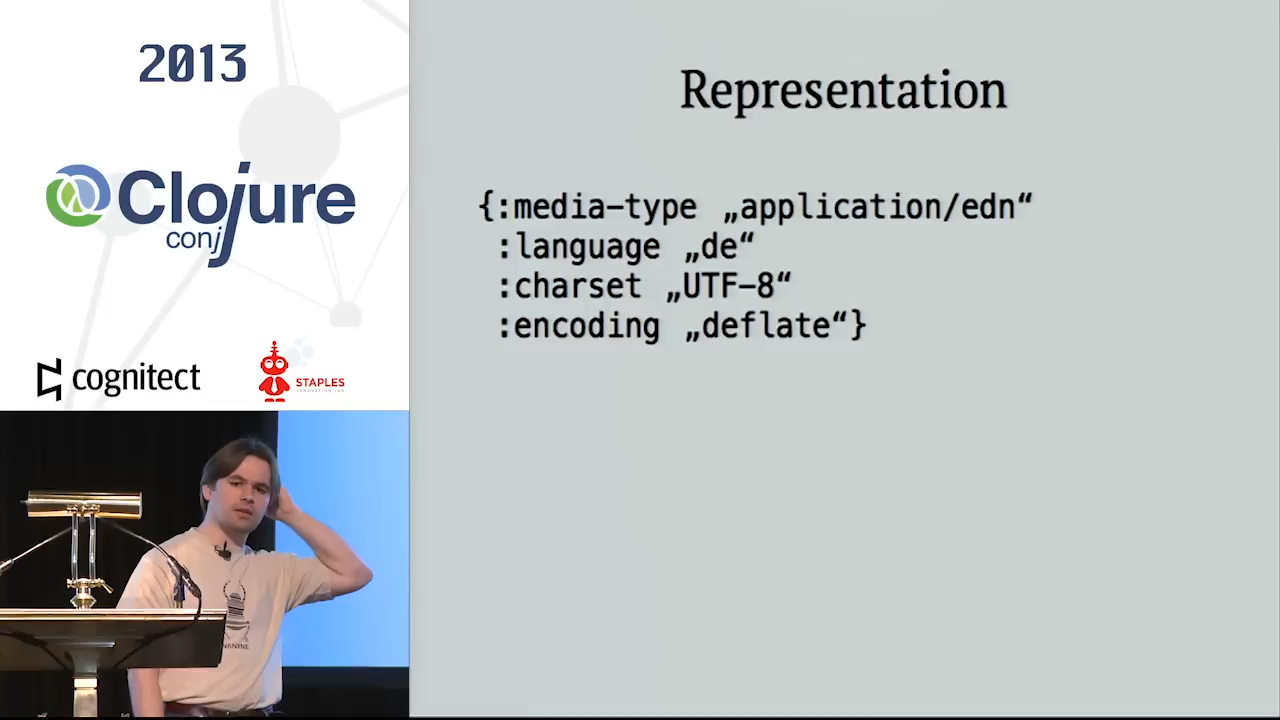 2013
Clojure
conj
cognitect
STAPLES
Representation
{:media-type „application/edn“
:language „de“
:charset „UTF-8“
:encoding „deflate“}